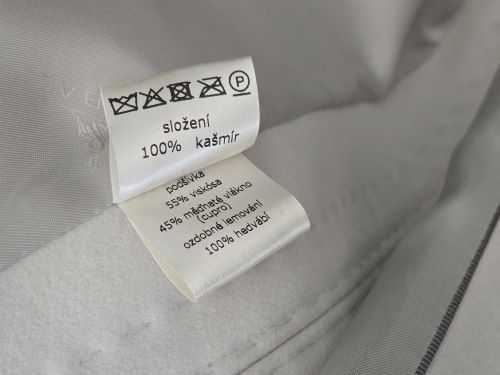 P
složení
100% kašmír
podšívka
55% viskósa
45% měďnaté vlákno
(cupro)
ozdobné lemování
100% hedvábí